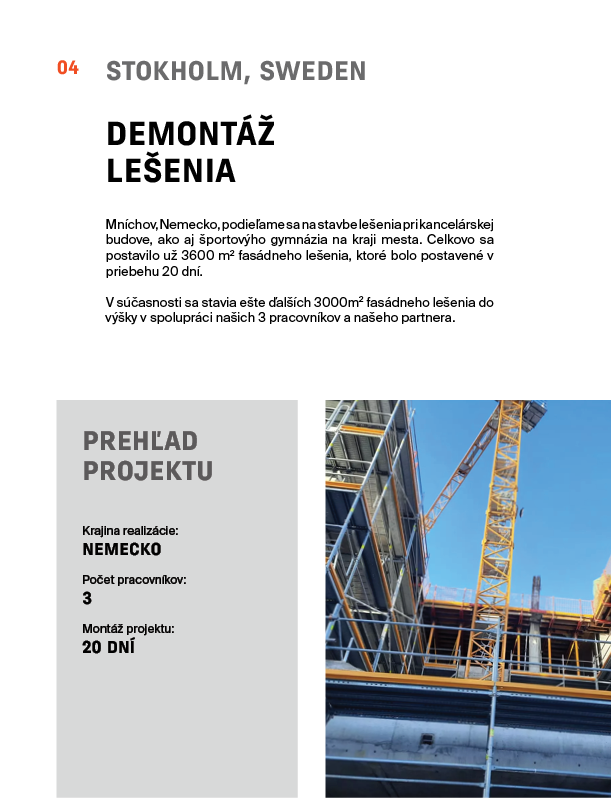 04 STOKHOLM, SWEDEN
DEMONTÁŽ
LEŠENIA
Mníchov, Nemecko, podieľame sa na stavbe lešenia pri kancelárskej
budove, ako aj športovýho gymnázia na kraji mesta. Celkovo sa
postavilo už 3600 m² fasádneho lešenia, ktoré bolo postavené v
priebehu 20 dní.
V súčasnosti sa stavia ešte ďalších 3000m² fasádneho lešenia do
výšky v spolupráci našich 3 pracovníkov a našeho partnera.
PREHĽAD
PROJEKTU
Krajina realizácie:
NEMECKO
Počet pracovníkov:
3
Montáž projektu:
20 DNÍ